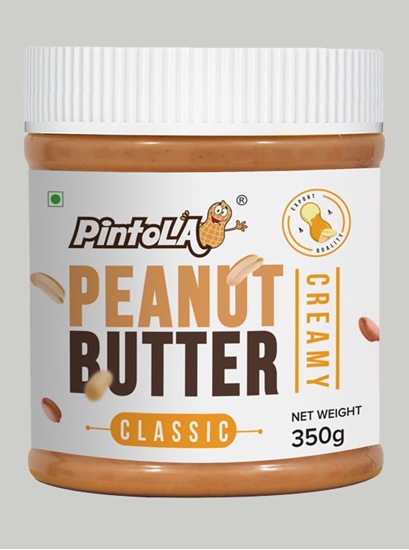 PintoLA ®
EXPORT
QUALITY
PEANUT
BUTTER
CREAMY
CLASSIC
NET WEIGHT
350g